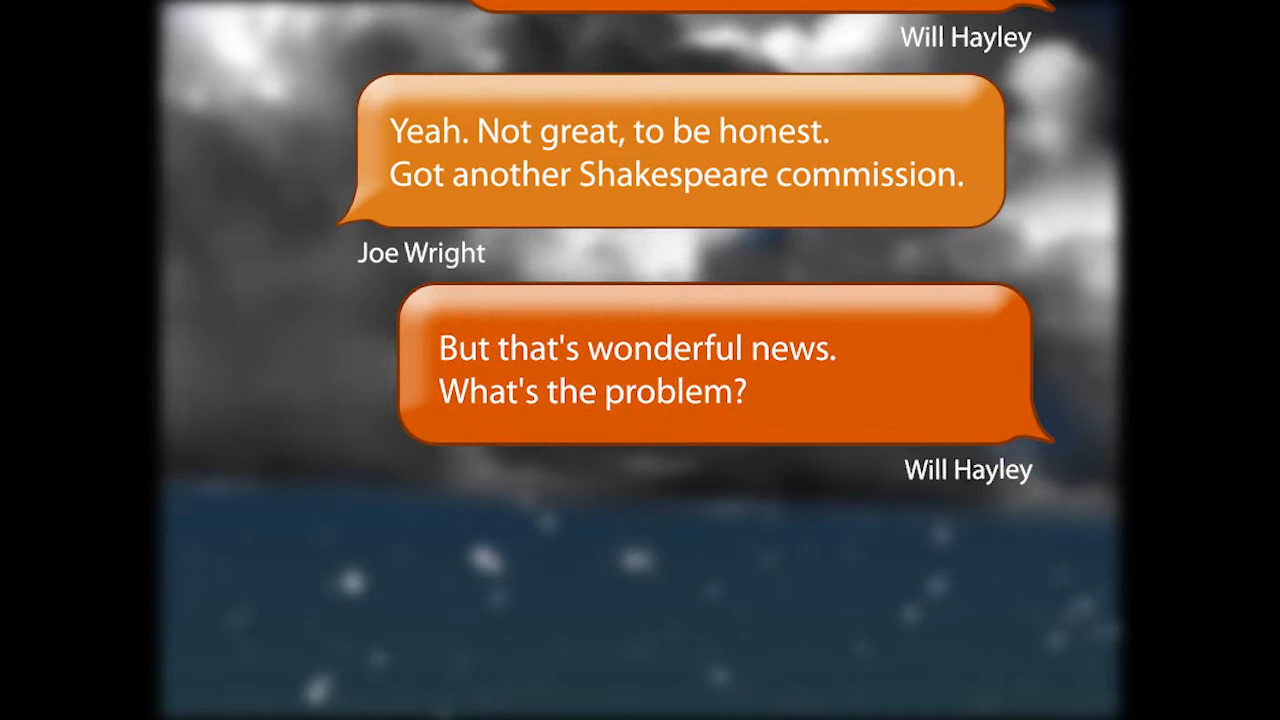 Will Hayley
Yeah. Not great, to be honest.
Got another Shakespeare commission.
Joe Wright
But that's wonderful news.
What's the problem?
Will Hayley